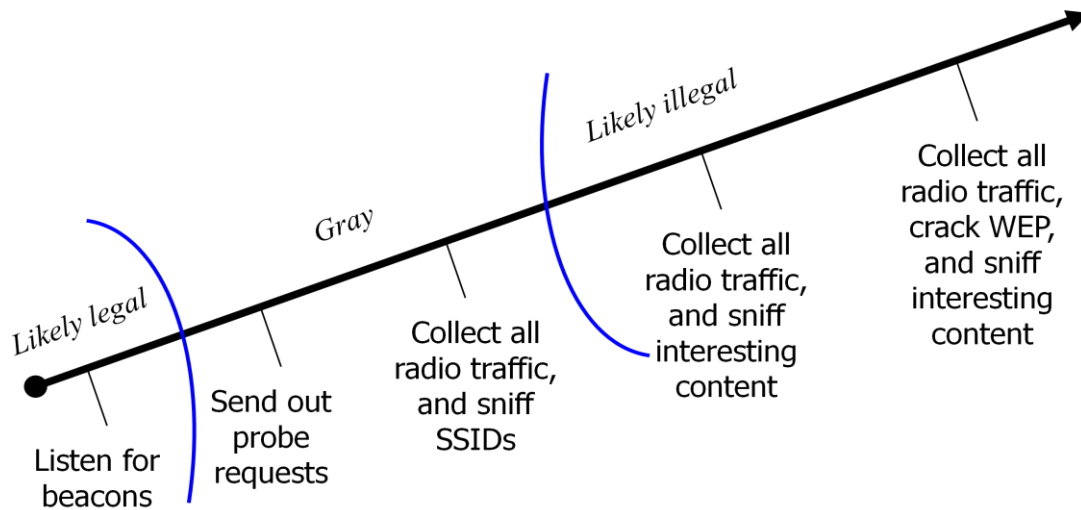 Likely legal
Gray
Likely illegal
Listen for
beacons
Send out
probe
requests
Collect all
radio traffic,
and sniff
SSIDs
Collect all
radio traffic,
and sniff
interesting
content
Collect all
radio traffic,
crack WEP,
and sniff
interesting
content